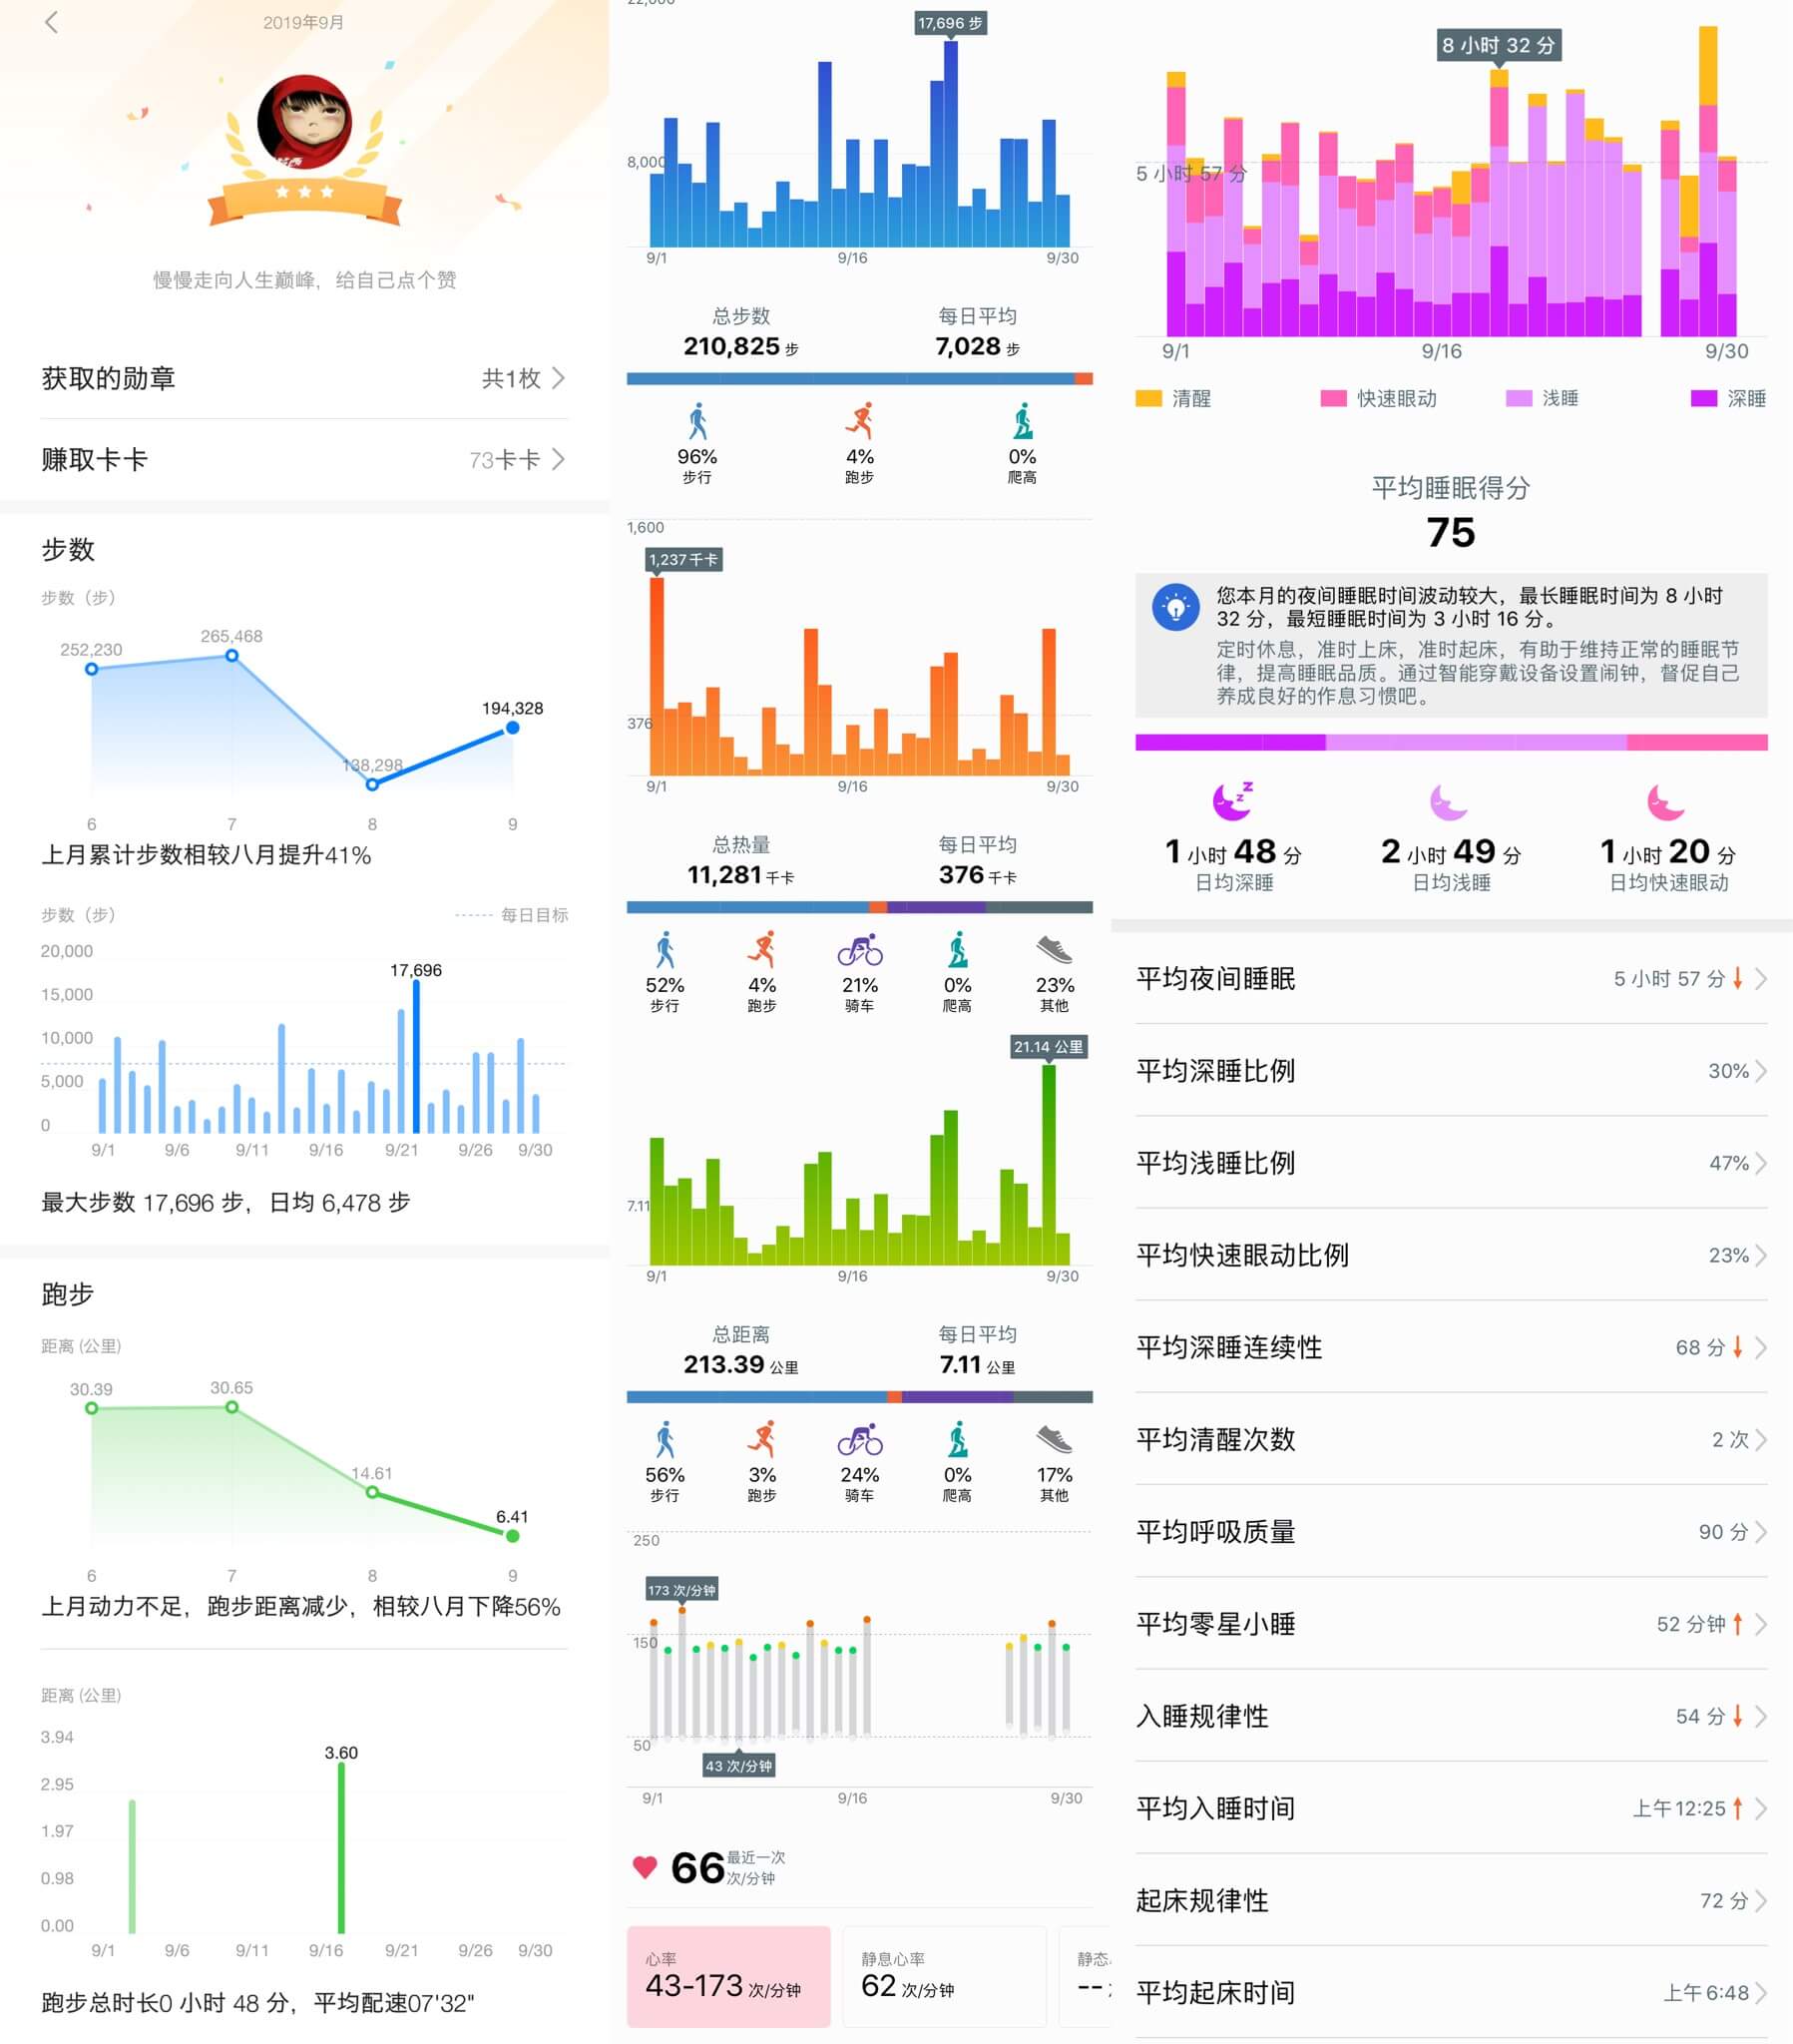 2019年9月
慢慢走向人生巅峰，给自己点个赞
获取的勋章
共1枚
赚取卡卡
73卡卡
步数
步数（步）
252,230
265,468
138,298
194,328
6
7
8
9
上月累计步数相较八月提升41%
步数（步）
每日目标
20,000
15,000
10,000
5,000
0
17,696
9/1
9/6
9/11
9/16
9/21
9/26
9/30
最大步数 17,696 步，日均 6,478 步
跑步
距离 (公里)
30.39
30.65
14.61
6.41
6
7
8
9
上月动力不足，跑步距离减少，相较八月下降56%
距离 (公里)
3.94
2.95
1.97
0.98
0.00
3.60
9/1
9/6
9/11
9/16
9/21
9/26
9/30
跑步总时长0 小时 48 分，平均配速07'32"
22,000
17,696 步
8,000
9/1
9/16
9/30
总步数
每日平均
210,825 步
7,028 步
96%
4%
0%
步行
跑步
爬高
1,600
1,237 千卡
376
9/1
9/16
9/30
总热量
每日平均
11,281 千卡
376 千卡
52%
4%
21%
0%
23%
步行
跑步
骑车
爬高
其他
21.14 公里
7.11
9/1
9/16
9/30
总距离
每日平均
213.39 公里
7.11 公里
56%
3%
24%
0%
17%
步行
跑步
骑车
爬高
其他
250
173 次/分钟
150
50
43 次/分钟
9/1
9/16
9/30
66
最近一次
次/分钟
心率
43-173 次/分钟
静息心率
62 次/分钟
静态
--
8 小时 32 分
5 小时 57 分
9/1
9/16
9/30
清醒
快速眼动
浅睡
深睡
平均睡眠得分
75
您本月的夜间睡眠时间波动较大，最长睡眠时间为 8 小时
32 分，最短睡眠时间为 3 小时 16 分。
定时休息，准时上床，准时起床，有助于维持正常的睡眠节
律，提高睡眠品质。通过智能穿戴设备设置闹钟，督促自己
养成良好的作息习惯吧。
1 小时 48 分
2 小时 49 分
1 小时 20 分
日均深睡
日均浅睡
日均快速眼动
平均夜间睡眠
5 小时 57 分
平均深睡比例
30%
平均浅睡比例
47%
平均快速眼动比例
23%
平均深睡连续性
68 分
平均清醒次数
2 次
平均呼吸质量
90 分
平均零星小睡
52 分钟
入睡规律性
54 分
平均入睡时间
上午12:25
起床规律性
72 分
平均起床时间
上午 6:48